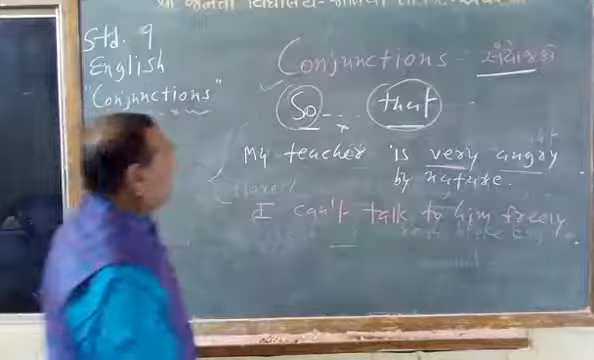 Std. 9
English
"Conjunctions"
Conjunctions - સંયોજકો
So .... that
My teacher is very angry
by nature.
I can't talk to him freely.